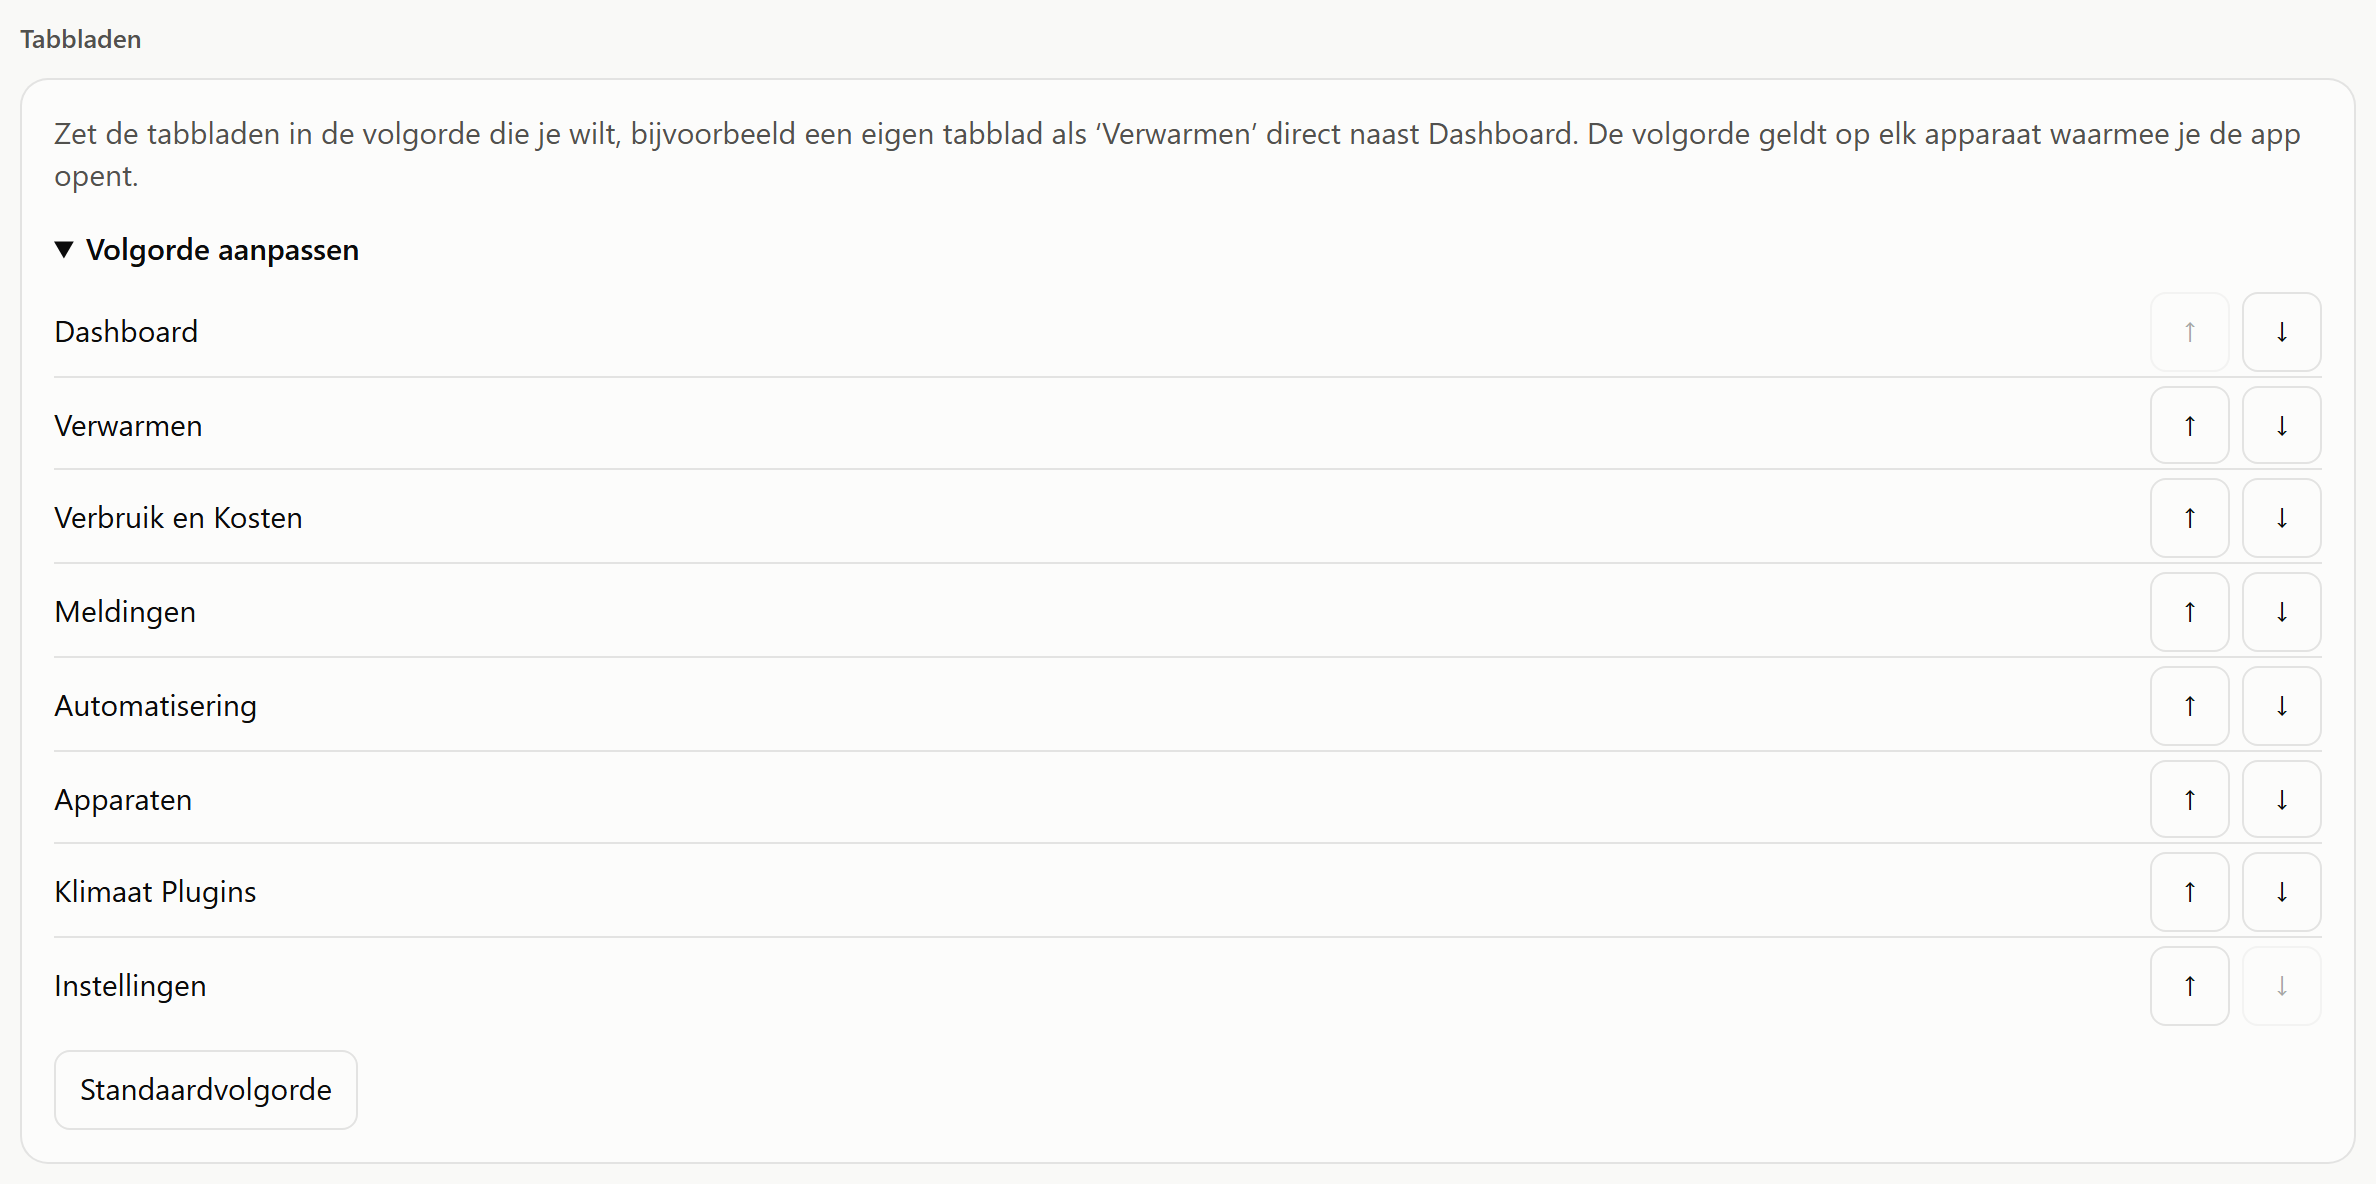 Tabbladen
Zet de tabbladen in de volgorde die je wilt, bijvoorbeeld een eigen tabblad als ‘Verwarmen’ direct naast Dashboard. De volgorde geldt op elk apparaat waarmee je de app
opent.
▼ Volgorde aanpassen
Dashboard ↑ ↓
Verwarmen ↑ ↓
Verbruik en Kosten ↑ ↓
Meldingen ↑ ↓
Automatisering ↑ ↓
Apparaten ↑ ↓
Klimaat Plugins ↑ ↓
Instellingen ↑ ↓
Standaardvolgorde